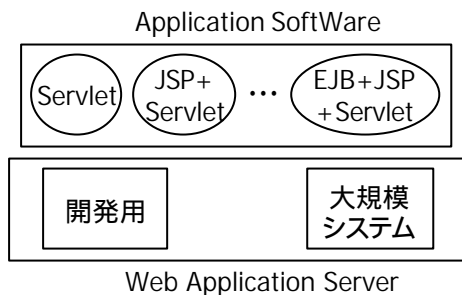 Application SoftWare
Servlet
JSP+
Servlet
…
EJB+JSP
+Servlet
開発用
大規模
システム
Web Application Server